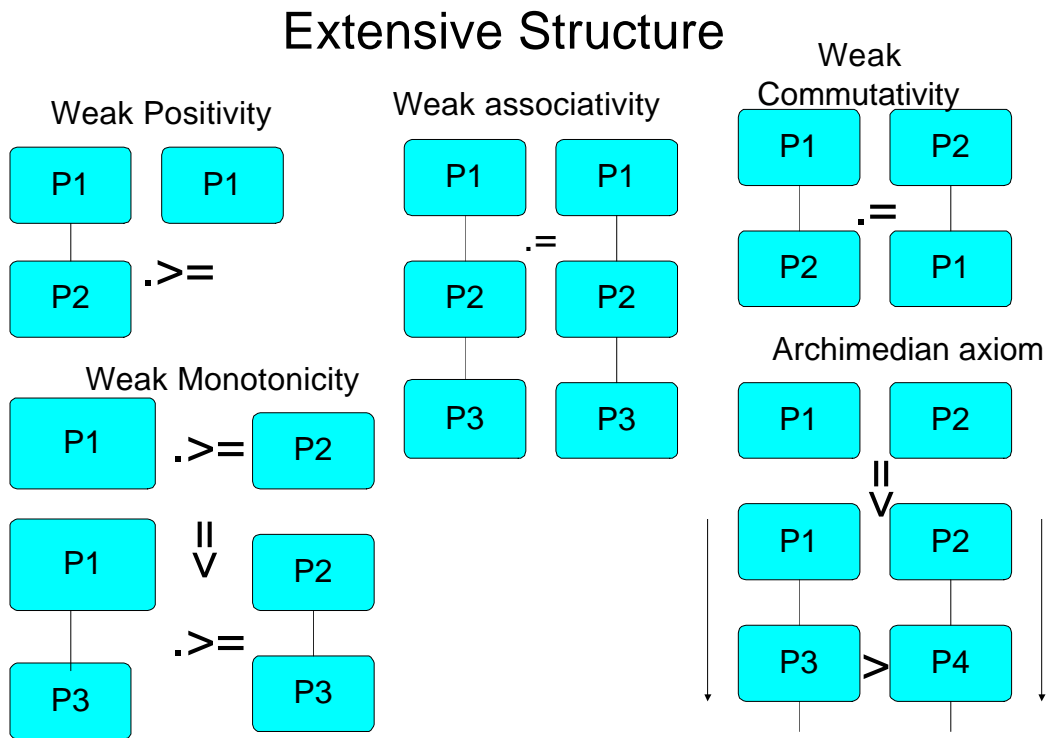 Extensive Structure
Weak Positivity
P1 P1
P2 .>=
Weak associativity
P1 P1
.=
P2 P2
P3 P3
Weak
Commutativity
P1 P2
.=
P2 P1
Weak Monotonicity
P1 .>= P2
=>
P1 P2
.>=
P3 P3
Archimedian axiom
P1 P2
=>
P1 P2
P3 > P4